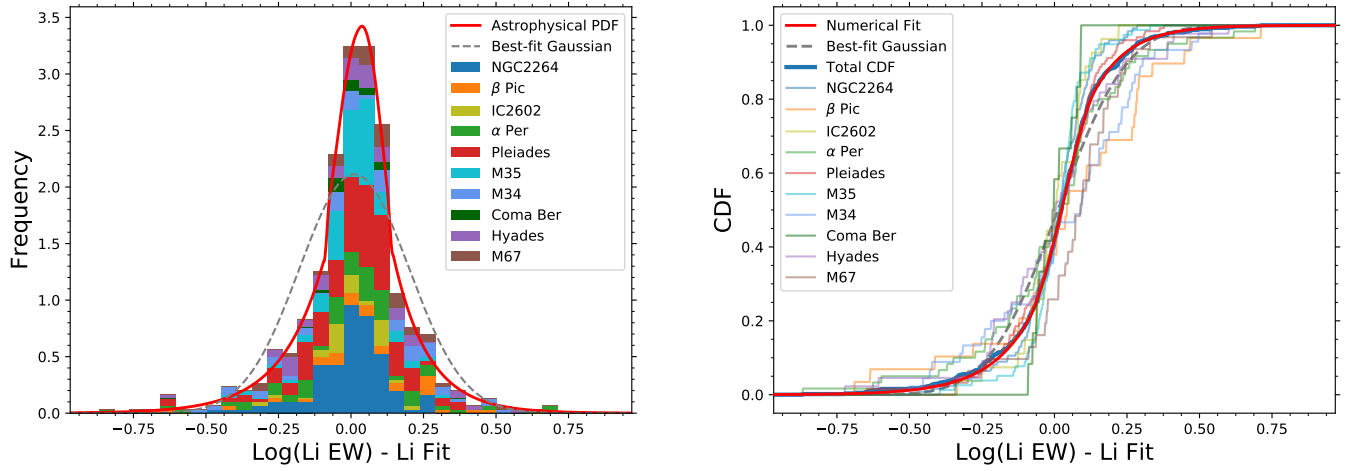 3.5
3.0
2.5
2.0
1.5
1.0
0.5
0.0
Frequency
−0.75
−0.50
−0.25
0.00
0.25
0.50
0.75
Log(Li EW) - Li Fit
Astrophysical PDF
Best-fit Gaussian
NGC2264
β Pic
IC2602
α Per
Pleiades
M35
M34
Coma Ber
Hyades
M67
1.0
0.8
0.6
0.4
0.2
0.0
CDF
−0.75
−0.50
−0.25
0.00
0.25
0.50
0.75
Log(Li EW) - Li Fit
Numerical Fit
Best-fit Gaussian
Total CDF
NGC2264
β Pic
IC2602
α Per
Pleiades
M35
M34
Coma Ber
Hyades
M67